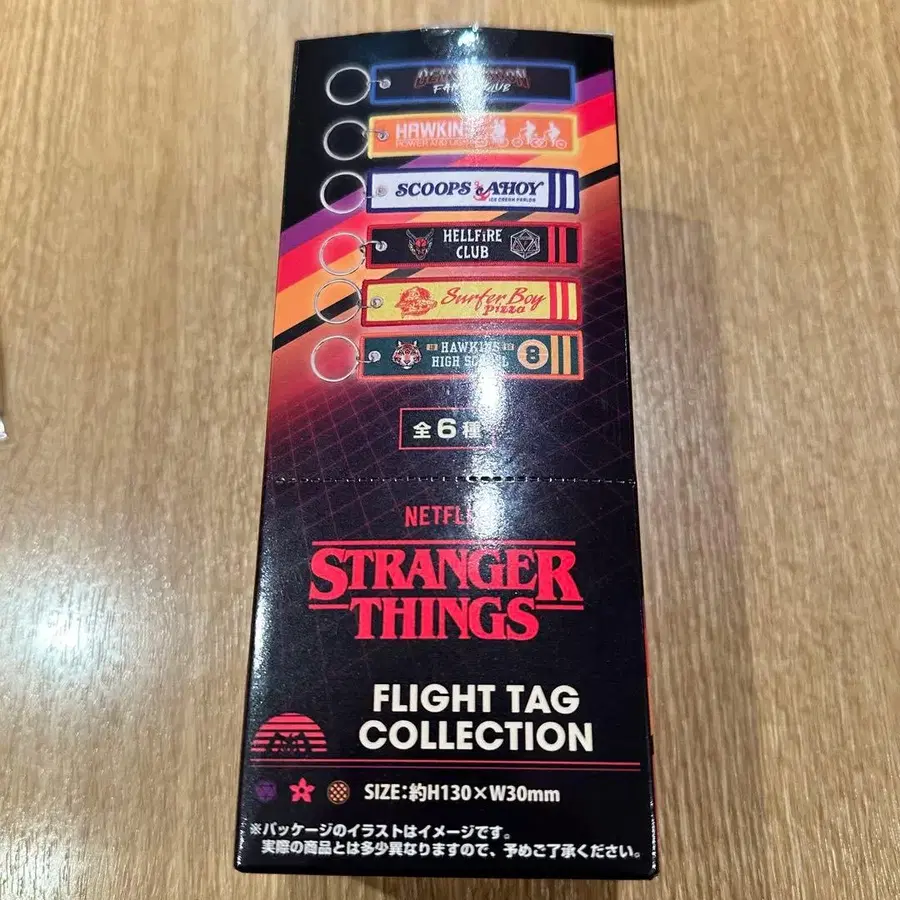 HAWKINS
POWER AND LIGHT
SCOOPS AHOY
ICE CREAM PARLOR
HELLFIRE
CLUB
Surfer Boy
Pizza
HAWKINS
HIGH SCHOOL
8
全6種
NETFLIX
STRANGER
THINGS
FLIGHT TAG
COLLECTION
SIZE:約H130×W30mm
※パッケージのイラストはイメージです。
実際の商品とは多少異なりますので、予めご了承ください。